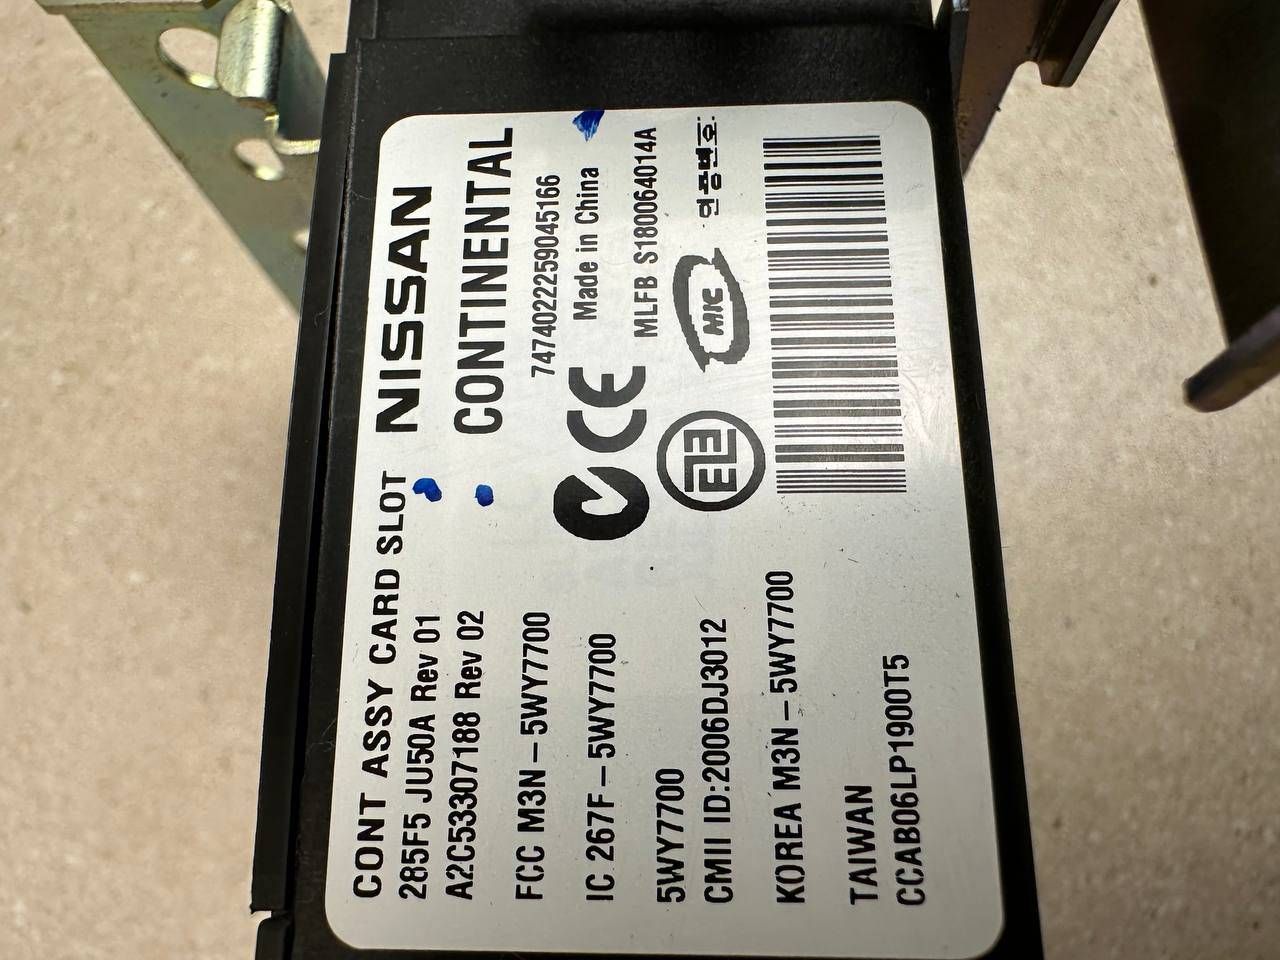 CONT ASSY CARD SLOT NISSAN
285F5 JU50A Rev 01
A2C53307188 Rev 02 CONTINENTAL
7474022259045166
FCC M3N-5WY7700
CE Made in China
IC 267F-5WY7700
MLFB S180064014A
5WY7700
CMII ID:2006DJ3012
MIC 인증번호:
KOREA M3N-5WY7700
TAIWAN
CCAB06LP1900T5